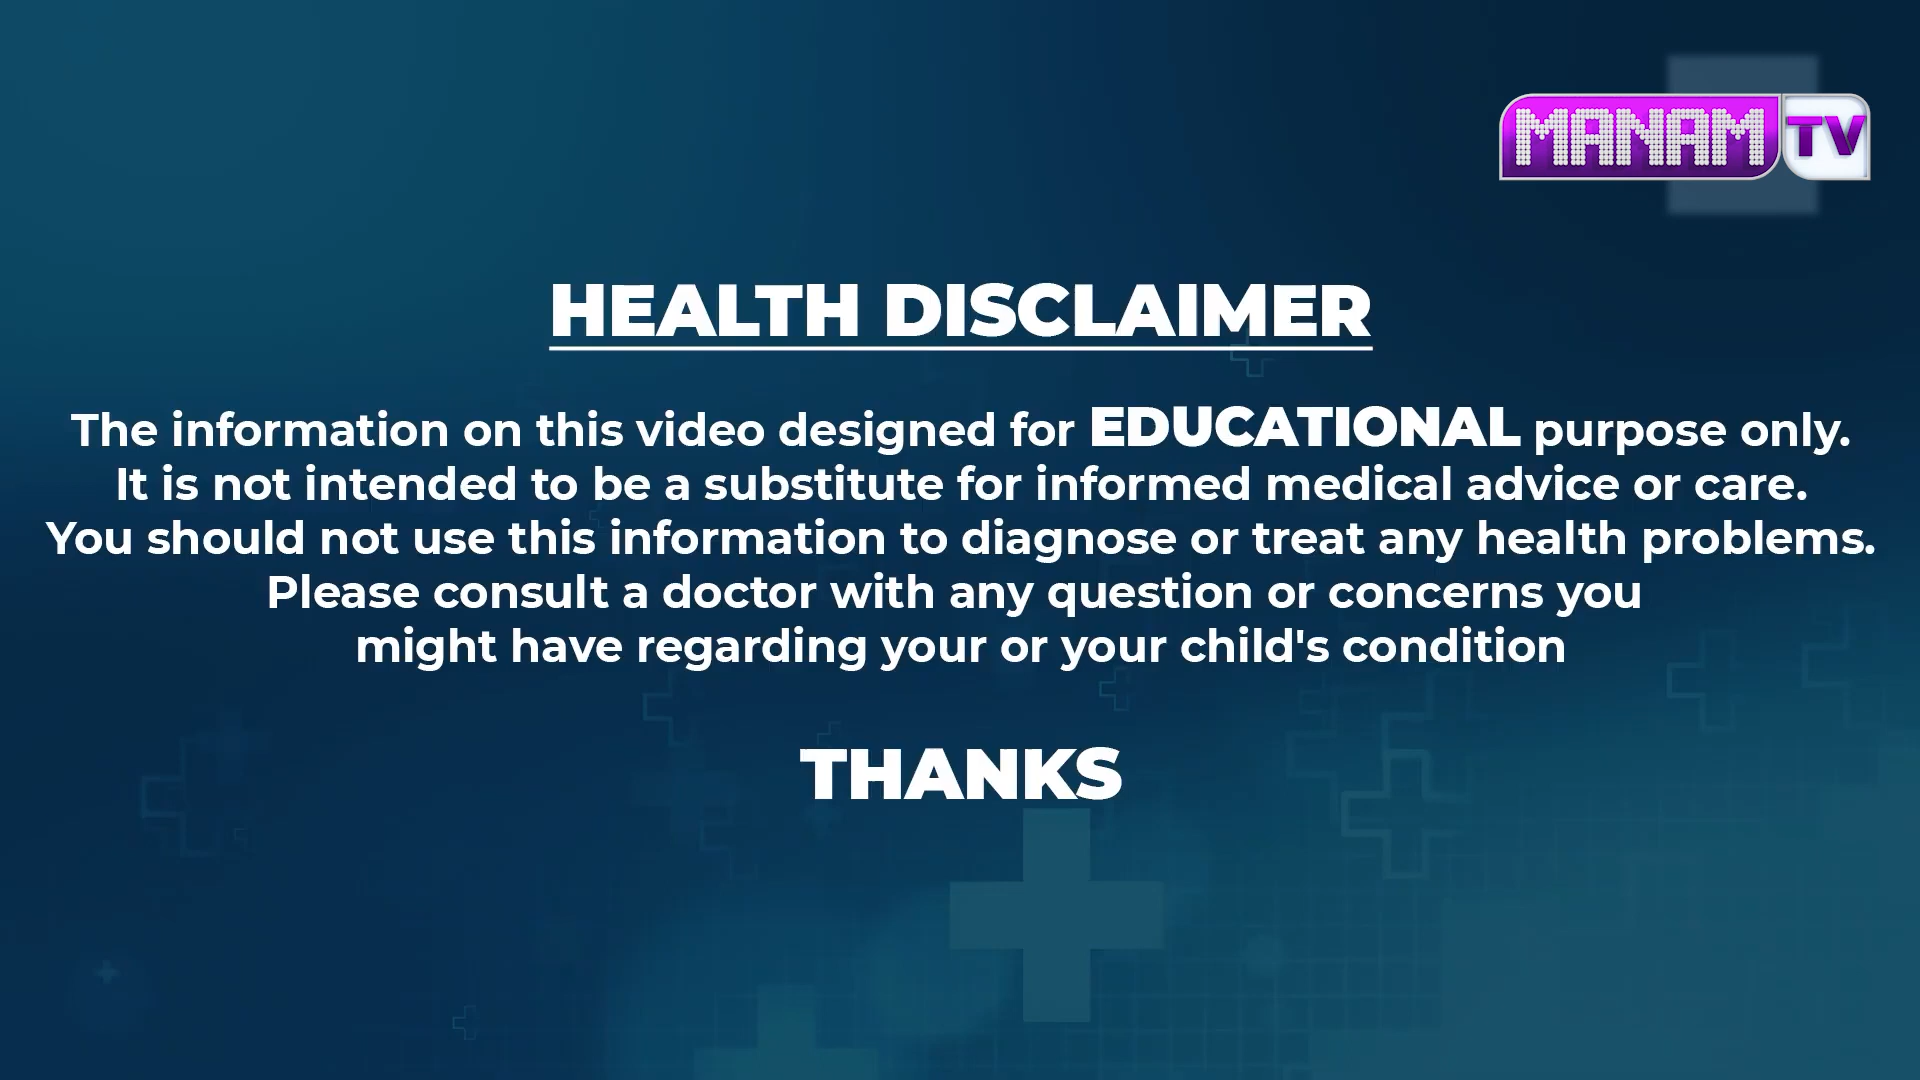 MANAM TV
HEALTH DISCLAIMER
The information on this video designed for EDUCATIONAL purpose only.
It is not intended to be a substitute for informed medical advice or care.
You should not use this information to diagnose or treat any health problems.
Please consult a doctor with any question or concerns you
might have regarding your or your child's condition
THANKS